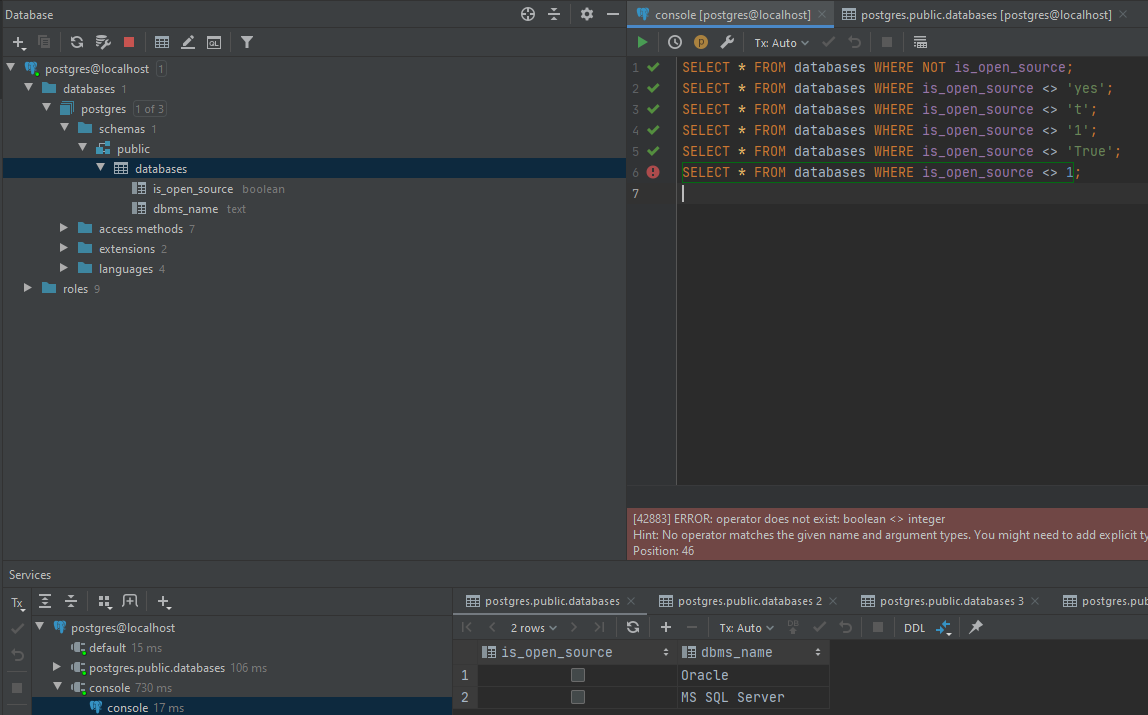 Database
postgres@localhost 1
databases 1
postgres 1 of 3
schemas 1
public
databases
is_open_source boolean
dbms_name text
access methods 7
extensions 2
languages 4
roles 9
console [postgres@localhost]
postgres.public.databases [postgres@localhost]
Tx: Auto
1 SELECT * FROM databases WHERE NOT is_open_source;
2 SELECT * FROM databases WHERE is_open_source <> 'yes';
3 SELECT * FROM databases WHERE is_open_source <> 't';
4 SELECT * FROM databases WHERE is_open_source <> '1';
5 SELECT * FROM databases WHERE is_open_source <> 'True';
6 SELECT * FROM databases WHERE is_open_source <> 1;
7
[42883] ERROR: operator does not exist: boolean <> integer
Hint: No operator matches the given name and argument types. You might need to add explicit ty
Position: 46
Services
Tx
postgres@localhost
default 15 ms
postgres.public.databases 106 ms
console 730 ms
console 17 ms
postgres.public.databases
postgres.public.databases 2
postgres.public.databases 3
postgres.pu
2 rows
Tx: Auto
DB
DDL
is_open_source dbms_name
1 Oracle
2 MS SQL Server